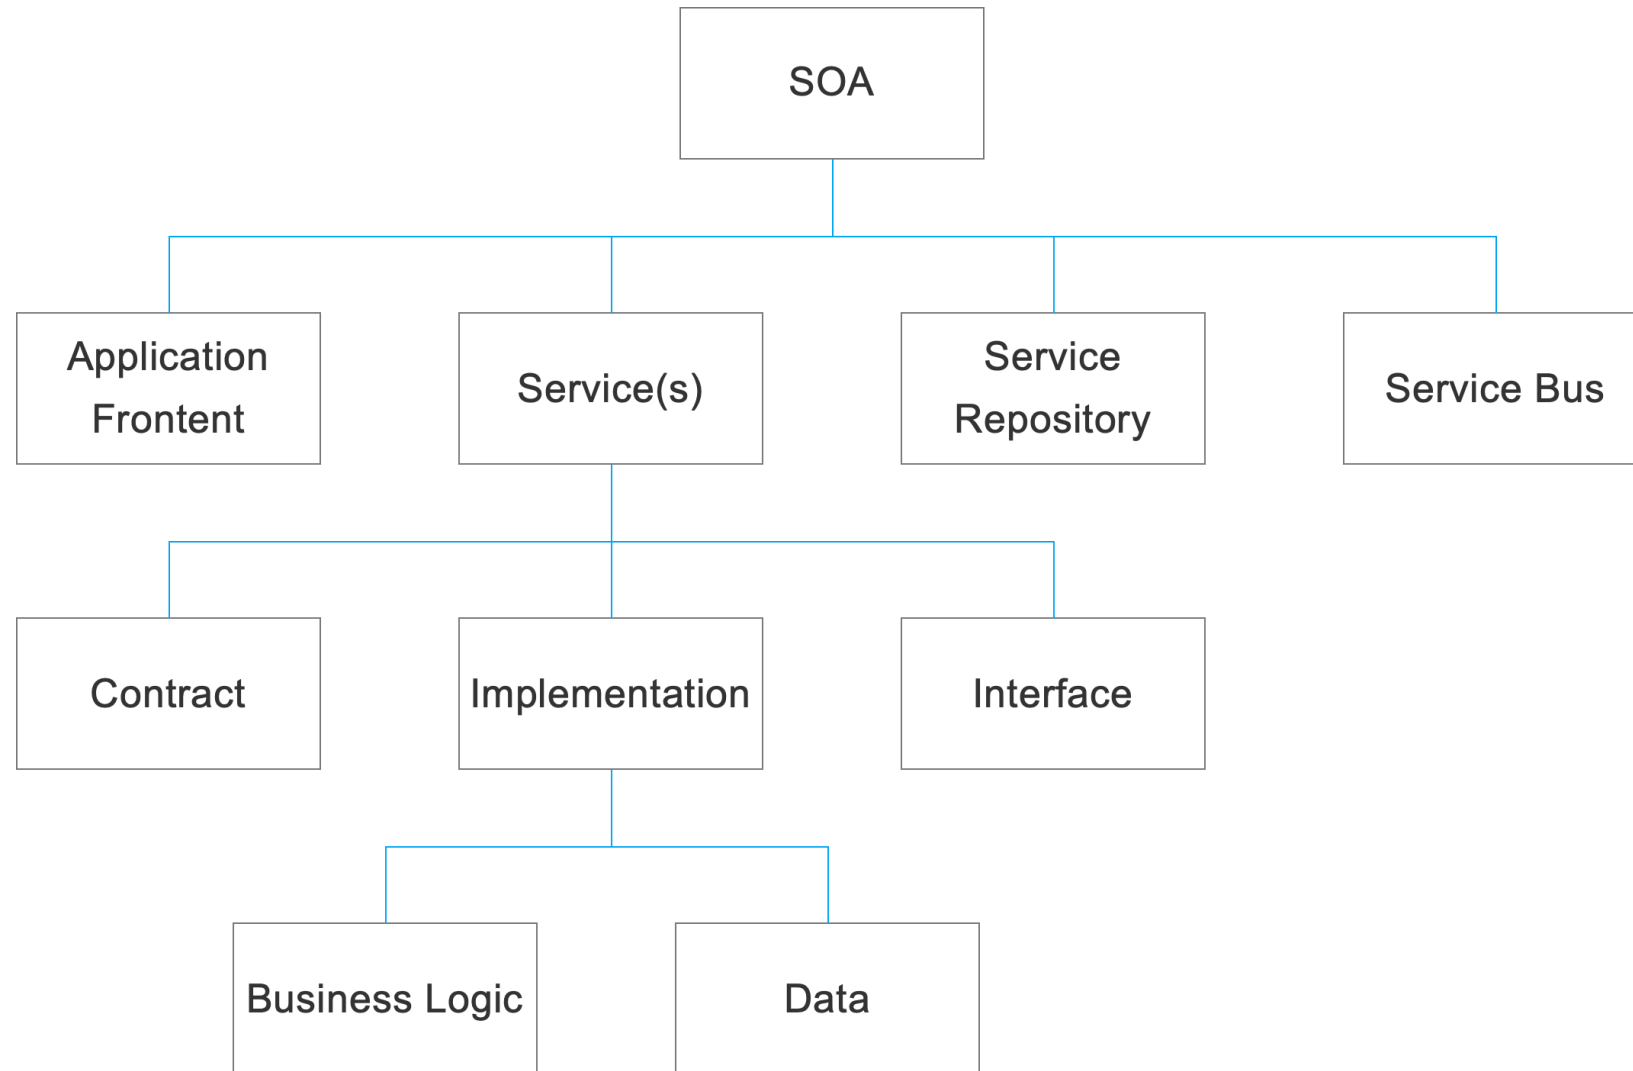 SOA
Application
Frontent
Service(s)
Service
Repository
Service Bus
Contract
Implementation
Interface
Business Logic
Data